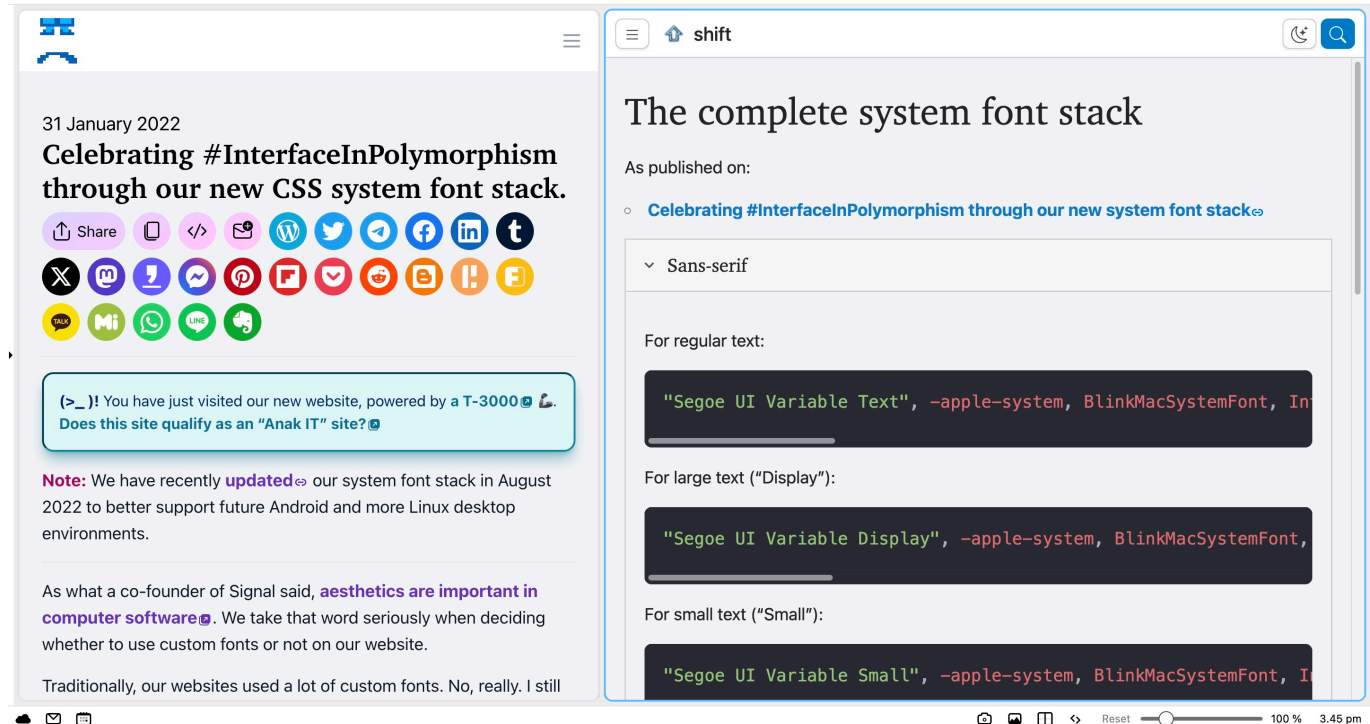 31 January 2022
Celebrating #InterfaceInPolymorphism
through our new CSS system font stack.
Share
TALK
LINE
(>_ )! You have just visited our new website, powered by a T-3000 🦾.
Does this site qualify as an “Anak IT” site?
Note: We have recently updated our system font stack in August
2022 to better support future Android and more Linux desktop
environments.
As what a co-founder of Signal said, aesthetics are important in
computer software. We take that word seriously when deciding
whether to use custom fonts or not on our website.
Traditionally, our websites used a lot of custom fonts. No, really. I still
shift
The complete system font stack
As published on:
Celebrating #InterfaceInPolymorphism through our new system font stack
Sans-serif
For regular text:
"Segoe UI Variable Text", -apple-system, BlinkMacSystemFont, In
For large text (“Display”):
"Segoe UI Variable Display", -apple-system, BlinkMacSystemFont,
For small text (“Small”):
"Segoe UI Variable Small", -apple-system, BlinkMacSystemFont, I
Reset 100 % 3.45 pm